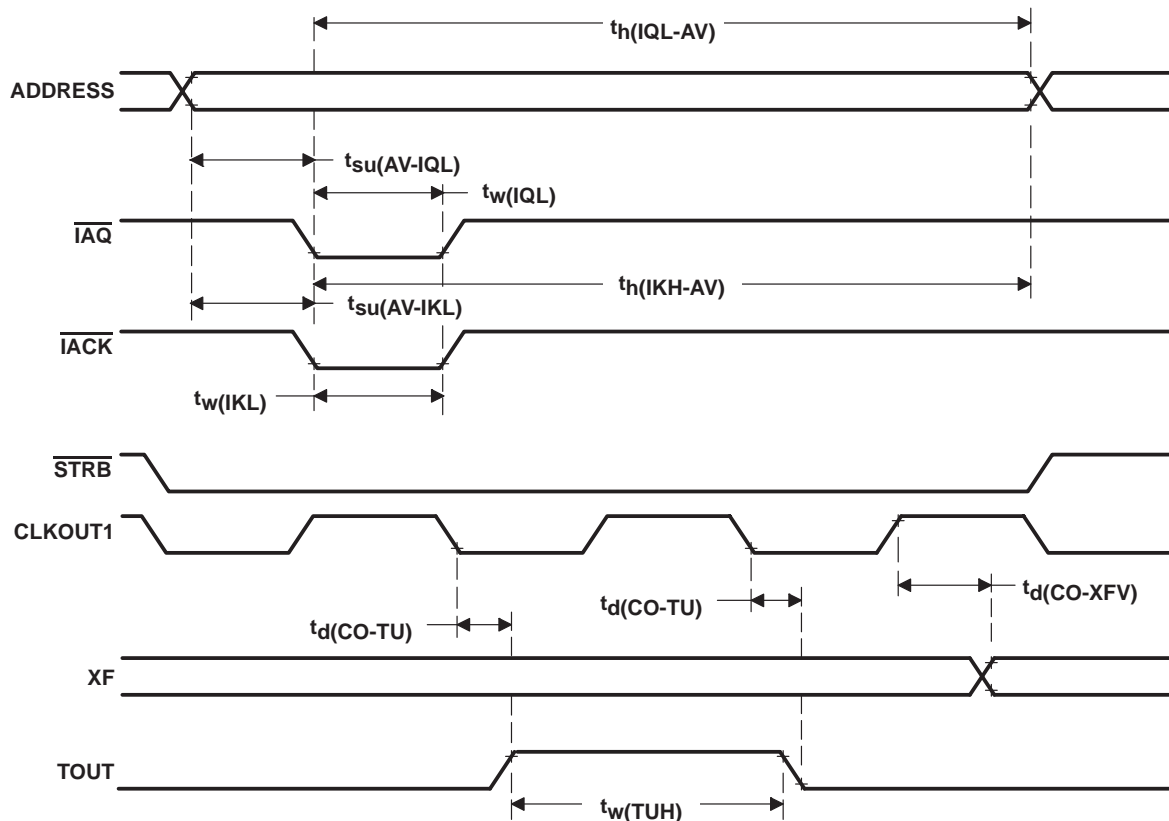 th(IQL-AV)
ADDRESS
tsu(AV-IQL)
tw(IQL)
IAQ
th(IKH-AV)
tsu(AV-IKL)
IACK
tw(IKL)
STRB
CLKOUT1
td(CO-XFV)
td(CO-TU)
td(CO-TU)
XF
TOUT
tw(TUH)